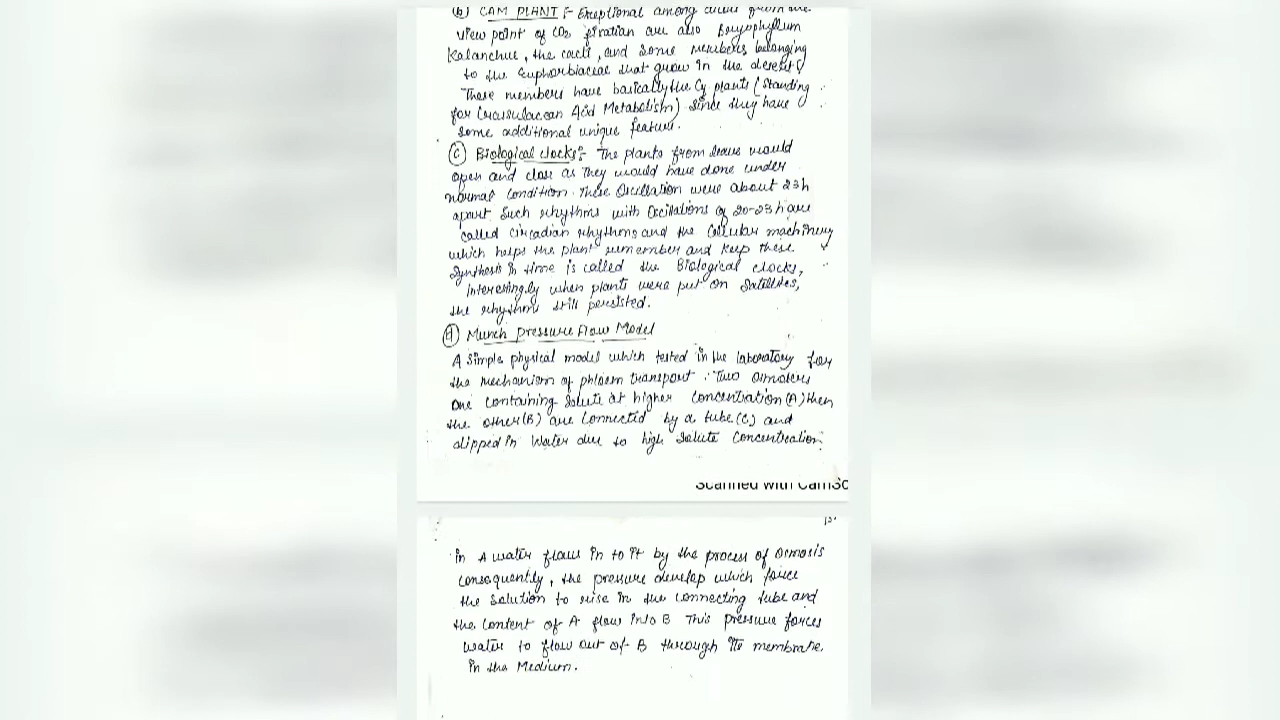 (b) CAM PLANT :- Exceptional among
view point of CO2 fixation are also Bryophyllum
Kalanchue, the cacti, and some members belonging
to the Euphorbiaceae that grow in the desert.
These members have basically the C4 plants (standing
for Crassulacean Acid Metabolism) since they have
some additional unique feature.
(c) Biological clocks :- The plants from leaves would
open and close as they would have done under
normal condition. These Oscillation were about 23h
apart. Such rhythms with Oscillations of 20-23h are
called circadian rhythms and the cellular machinery
which helps the plant remember and keep these
synthesis in time is called the Biological clocks,
Interestingly when plants were put on satellites,
the rhythms still persisted.
(d) Munch pressure flow Model
A simple physical model which tested in the laboratory for
the mechanism of phloem transport. Two osmoters
one containing solute at higher concentration (A) then
the other (B) are connected by a tube (C) and
dipped in water due to high solute concentration
Scanned with CamSc
in A water flow in to it by the process of osmosis
consequently, the pressure develop which force
the solution to rise in the connecting tube and
the content of A flow into B This pressure forces
water to flow out of B through the membrane
in the Medium.